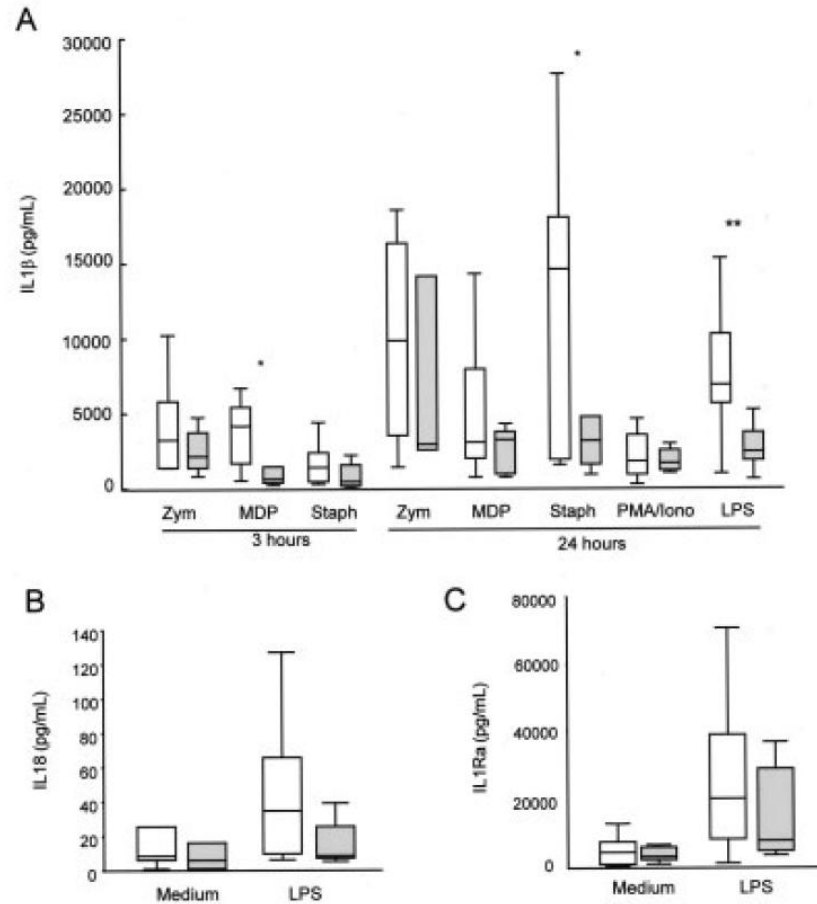 A
30000
25000
20000
15000
10000
5000
0
IL1β (pg/mL)
*
*
**
Zym MDP Staph Zym MDP Staph PMA/Iono LPS
3 hours 24 hours
B
140
120
100
80
60
40
20
0
IL18 (pg/mL)
Medium LPS
C
80000
60000
40000
20000
0
IL1Ra (pg/mL)
Medium LPS